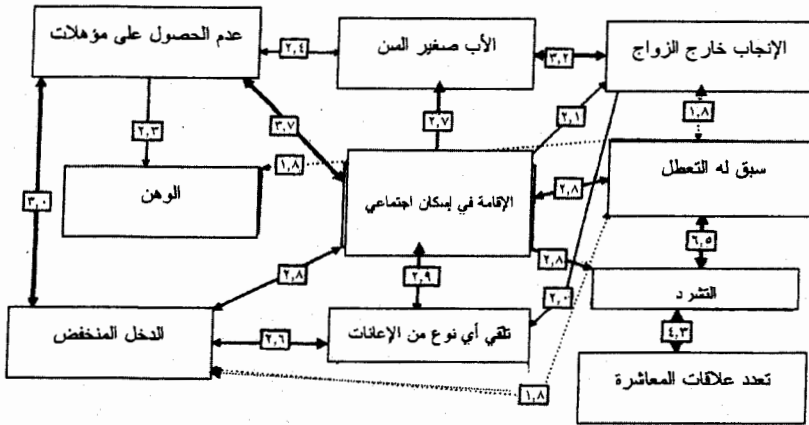 عدم الحصول على مؤهلات
٢,٤
الأب صغير السن
٣,٢
الإنجاب خارج الزواج
٢,٣
٣,٧
٢,٧
٢,١
١,٨
الوهن
١,٨
الإقامة في إسكان اجتماعي
٢,٨
سبق له التعطل
٣,٠
٦,٥
٢,٨
٢,٩
٢,٨
التشرد
٢,٠
الدخل المنخفض
٢,٦
تلقي أي نوع من الإعانات
٤,٣
١,٨
تعدد علاقات المعاشرة